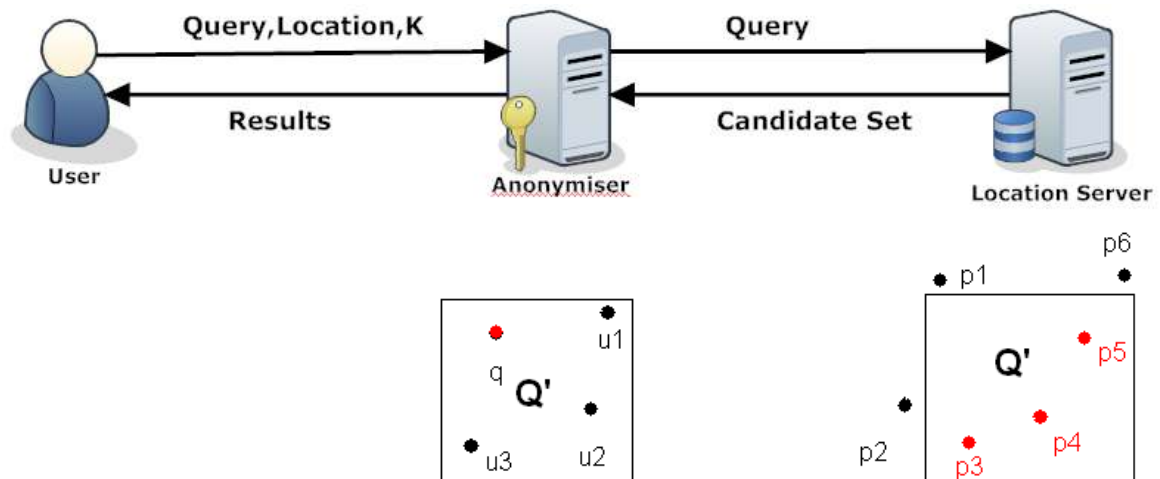 Query,Location,K
Query
Results
Candidate Set
User
Anonymiser
Location Server
p6
p1
u1
q
Q'
Q'
p5
p2
p4
u3
u2
p3